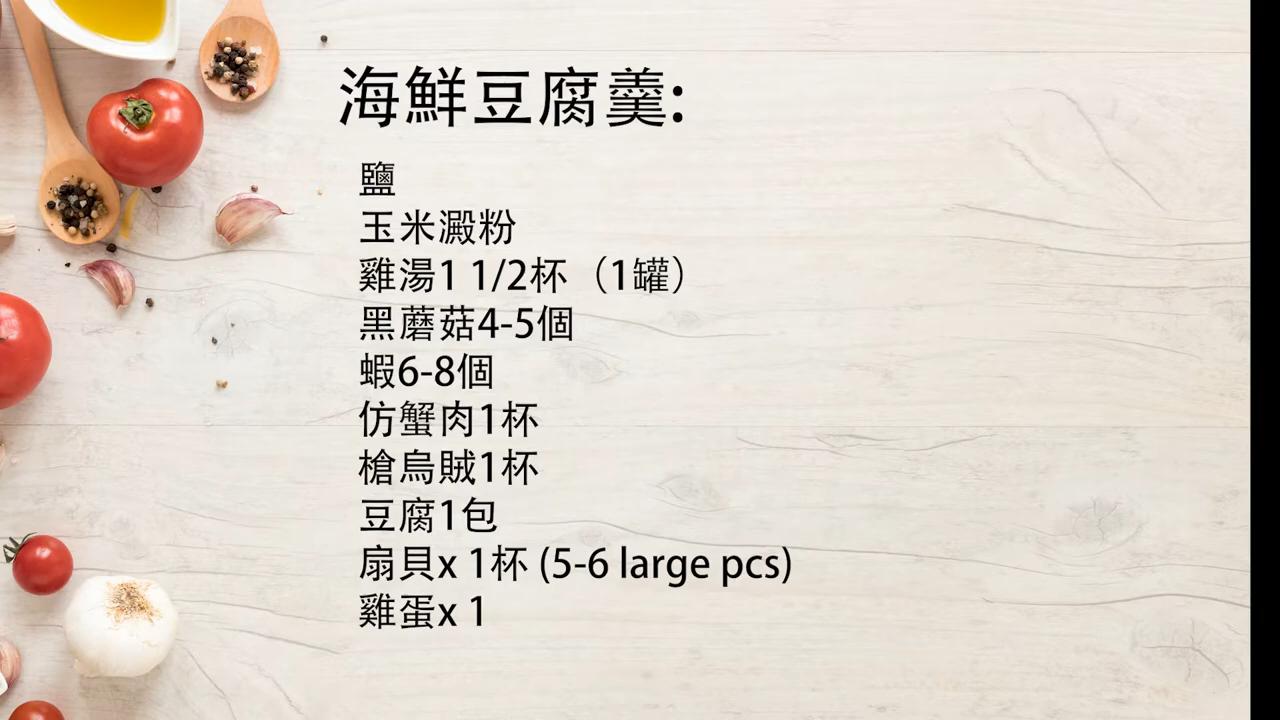 海鮮豆腐羹:
鹽
玉米澱粉
雞湯1 1/2杯（1罐）
黑蘑菇4-5個
蝦6-8個
仿蟹肉1杯
槍烏賊1杯
豆腐1包
扇貝x 1杯 (5-6 large pcs)
雞蛋x 1